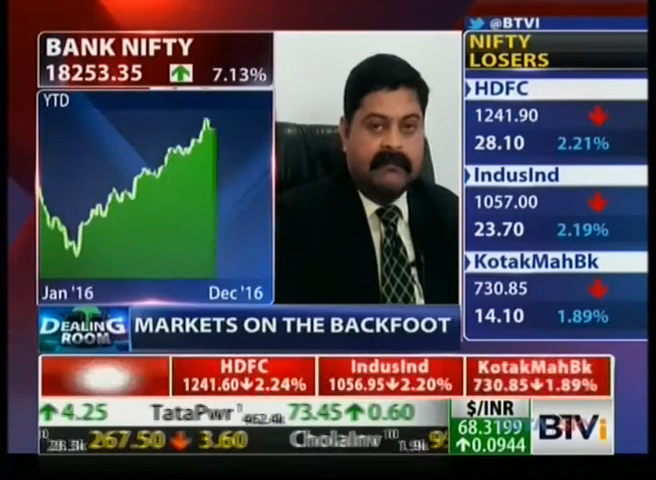 @BTVI
BANK NIFTY
18253.35 7.13%
YTD
Jan '16 Dec '16
NIFTY
LOSERS
HDFC
1241.90
28.10 2.21%
IndusInd
1057.00
23.70 2.19%
KotakMahBk
730.85
14.10 1.89%
DEALING
ROOM
MARKETS ON THE BACKFOOT
HDFC
1241.60 2.24%
IndusInd
1056.95 2.20%
KotakMahBk
730.85 1.89%
4.25 TataPwr 462.4k 73.45 0.60
267.50 3.60 CholaInv
$/INR
68.3199
0.0944
BTVi